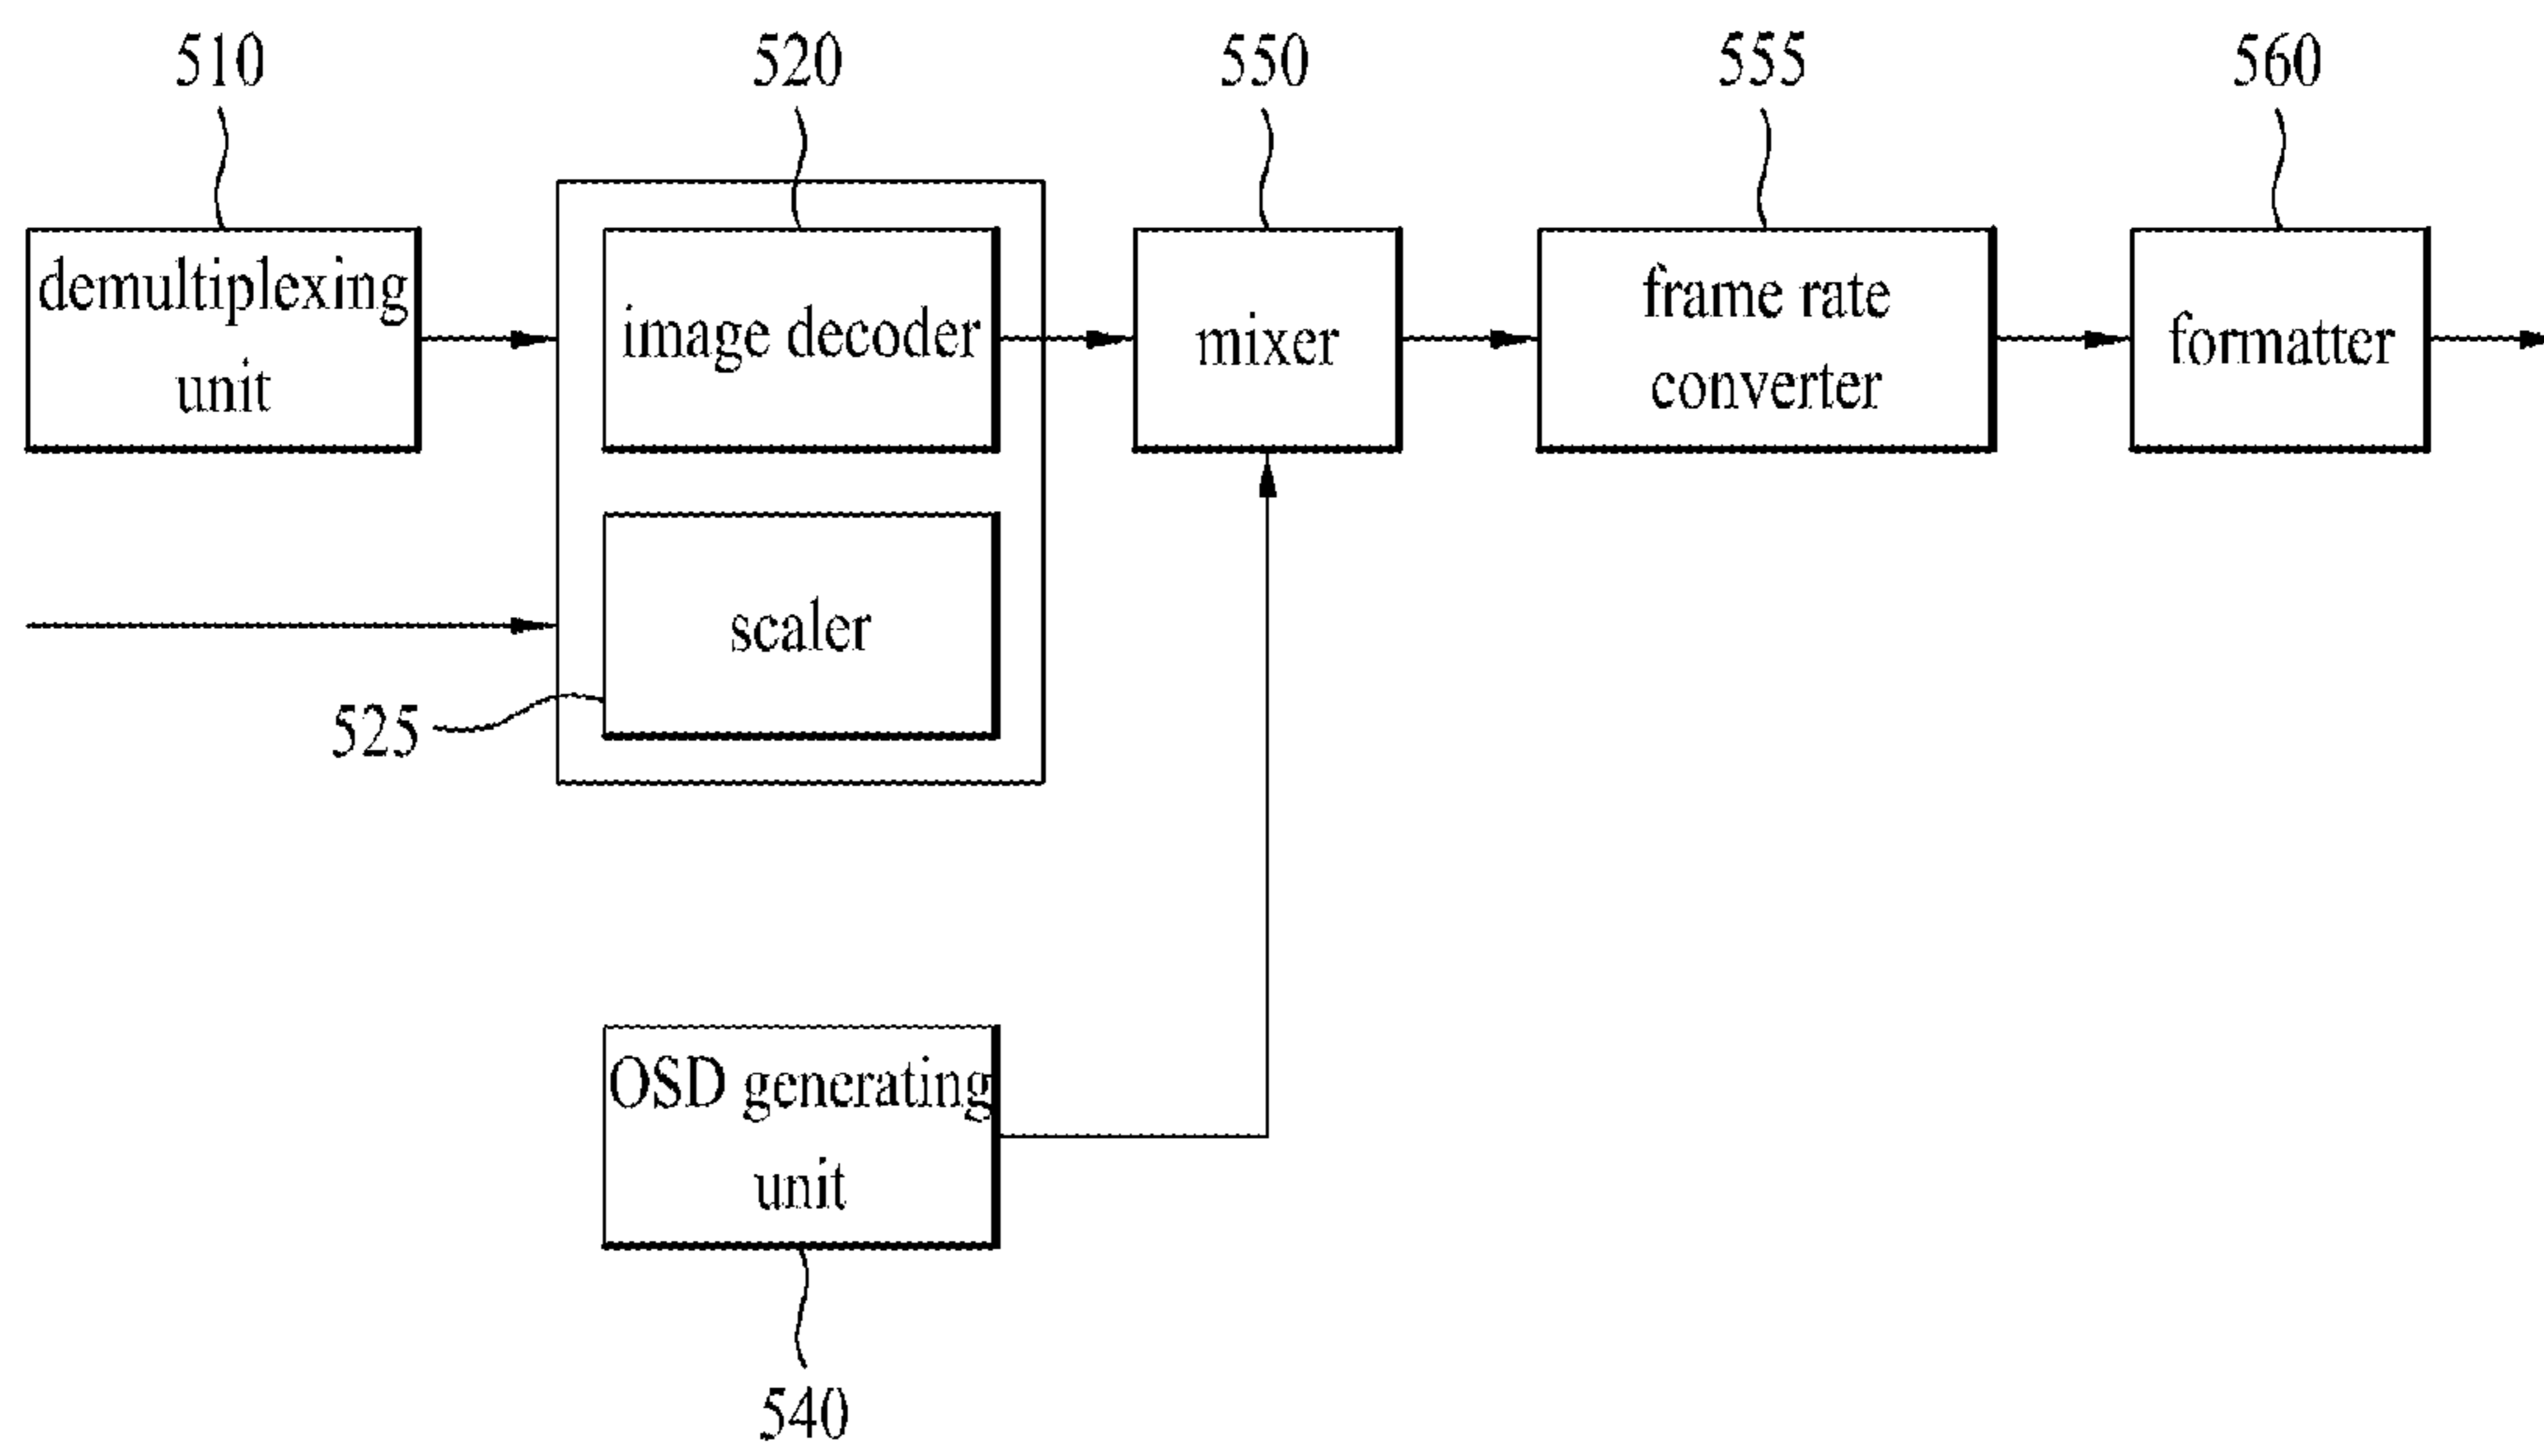 510
520
550
555
560
demultiplexing
unit
image decoder
mixer
frame rate
converter
formatter
scaler
525
OSD generating
unit
540